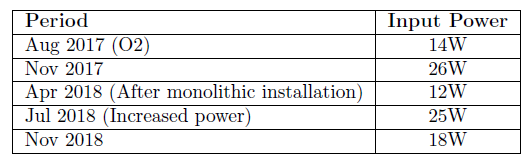 Period Input Power
Aug 2017 (O2) 14W
Nov 2017 26W
Apr 2018 (After monolithic installation) 12W
Jul 2018 (Increased power) 25W
Nov 2018 18W